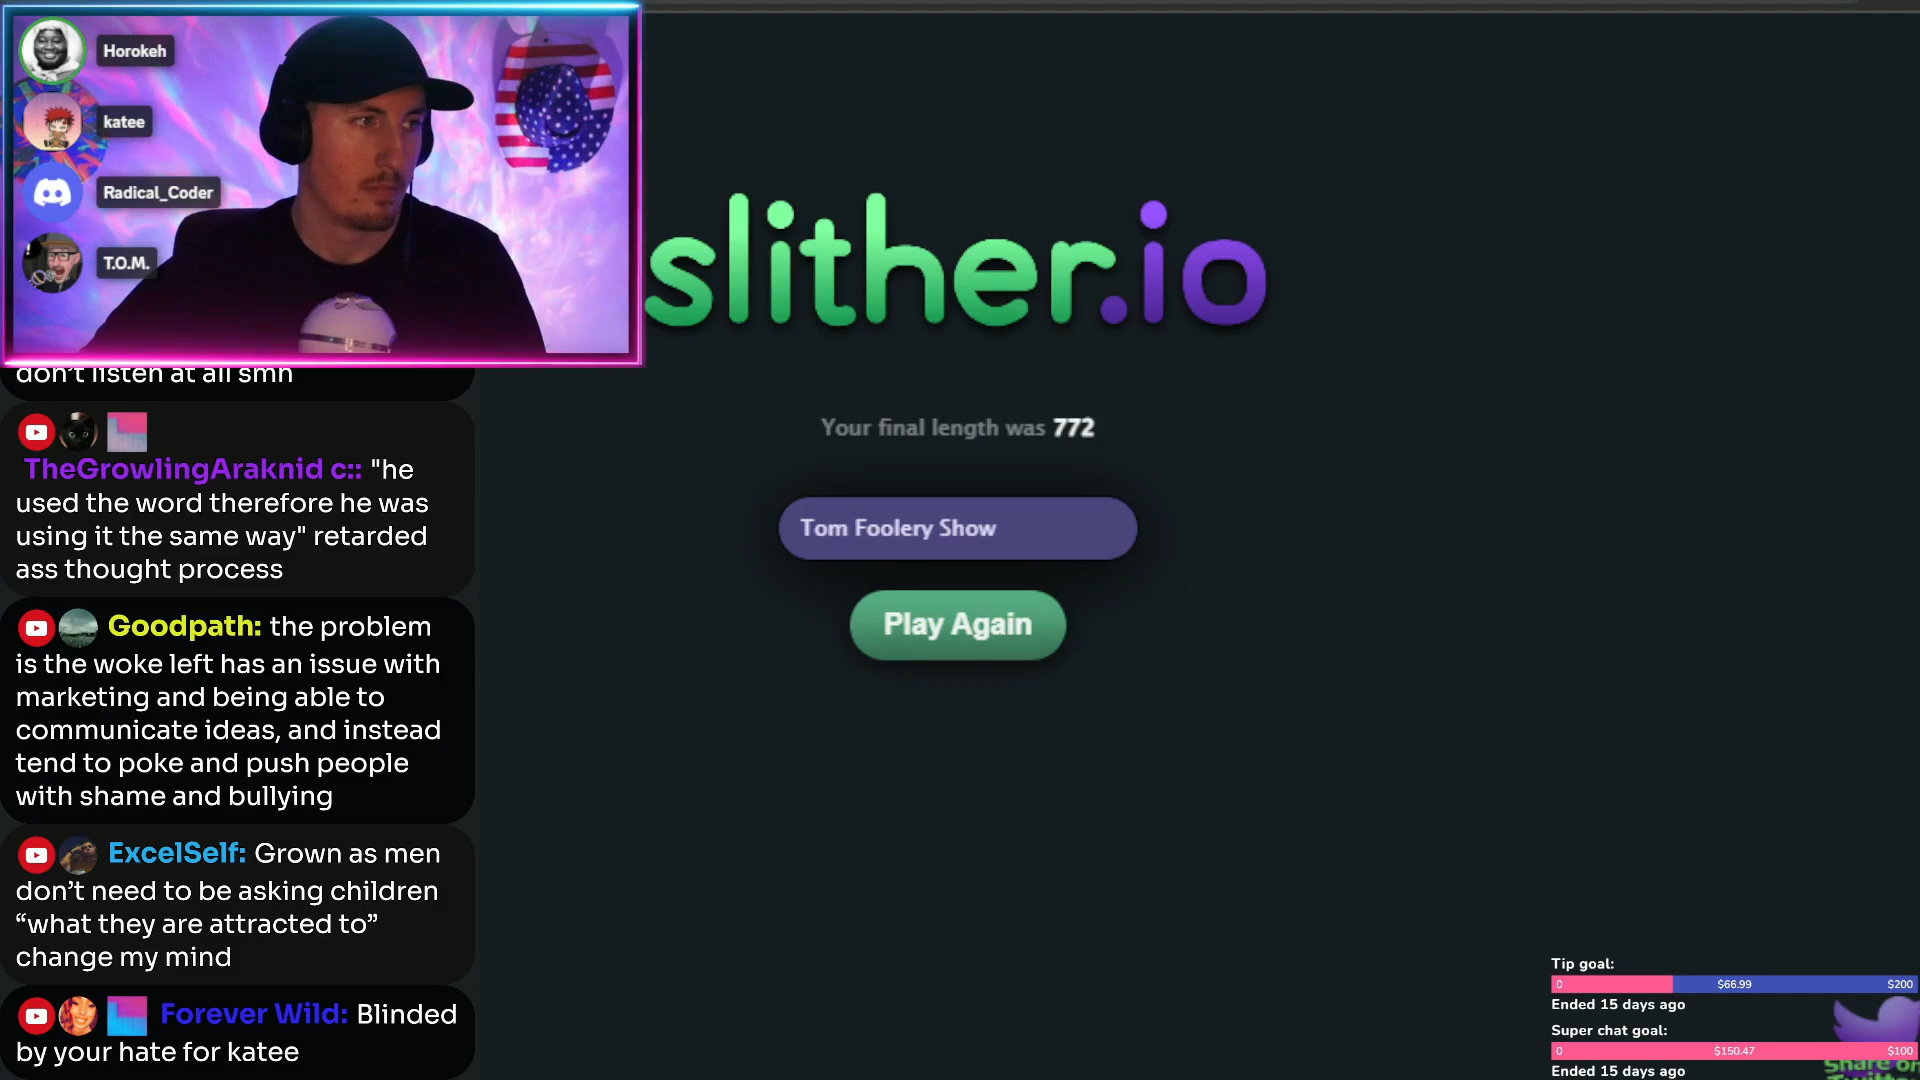 Horokeh
katee
Radical_Coder
T.O.M.
slither.io
Your final length was 772
Tom Foolery Show
Play Again
don't listen at all smh
TheGrowlingAraknid c:: "he
used the word therefore he was
using it the same way" retarded
ass thought process
Goodpath: the problem
is the woke left has an issue with
marketing and being able to
communicate ideas, and instead
tend to poke and push people
with shame and bullying
ExcelSelf: Grown as men
don’t need to be asking children
“what they are attracted to”
change my mind
Forever Wild: Blinded
by your hate for katee
Tip goal:
0 $66.99 $200
Ended 15 days ago
Super chat goal:
0 $150.47 $100
Ended 15 days ago
Share on